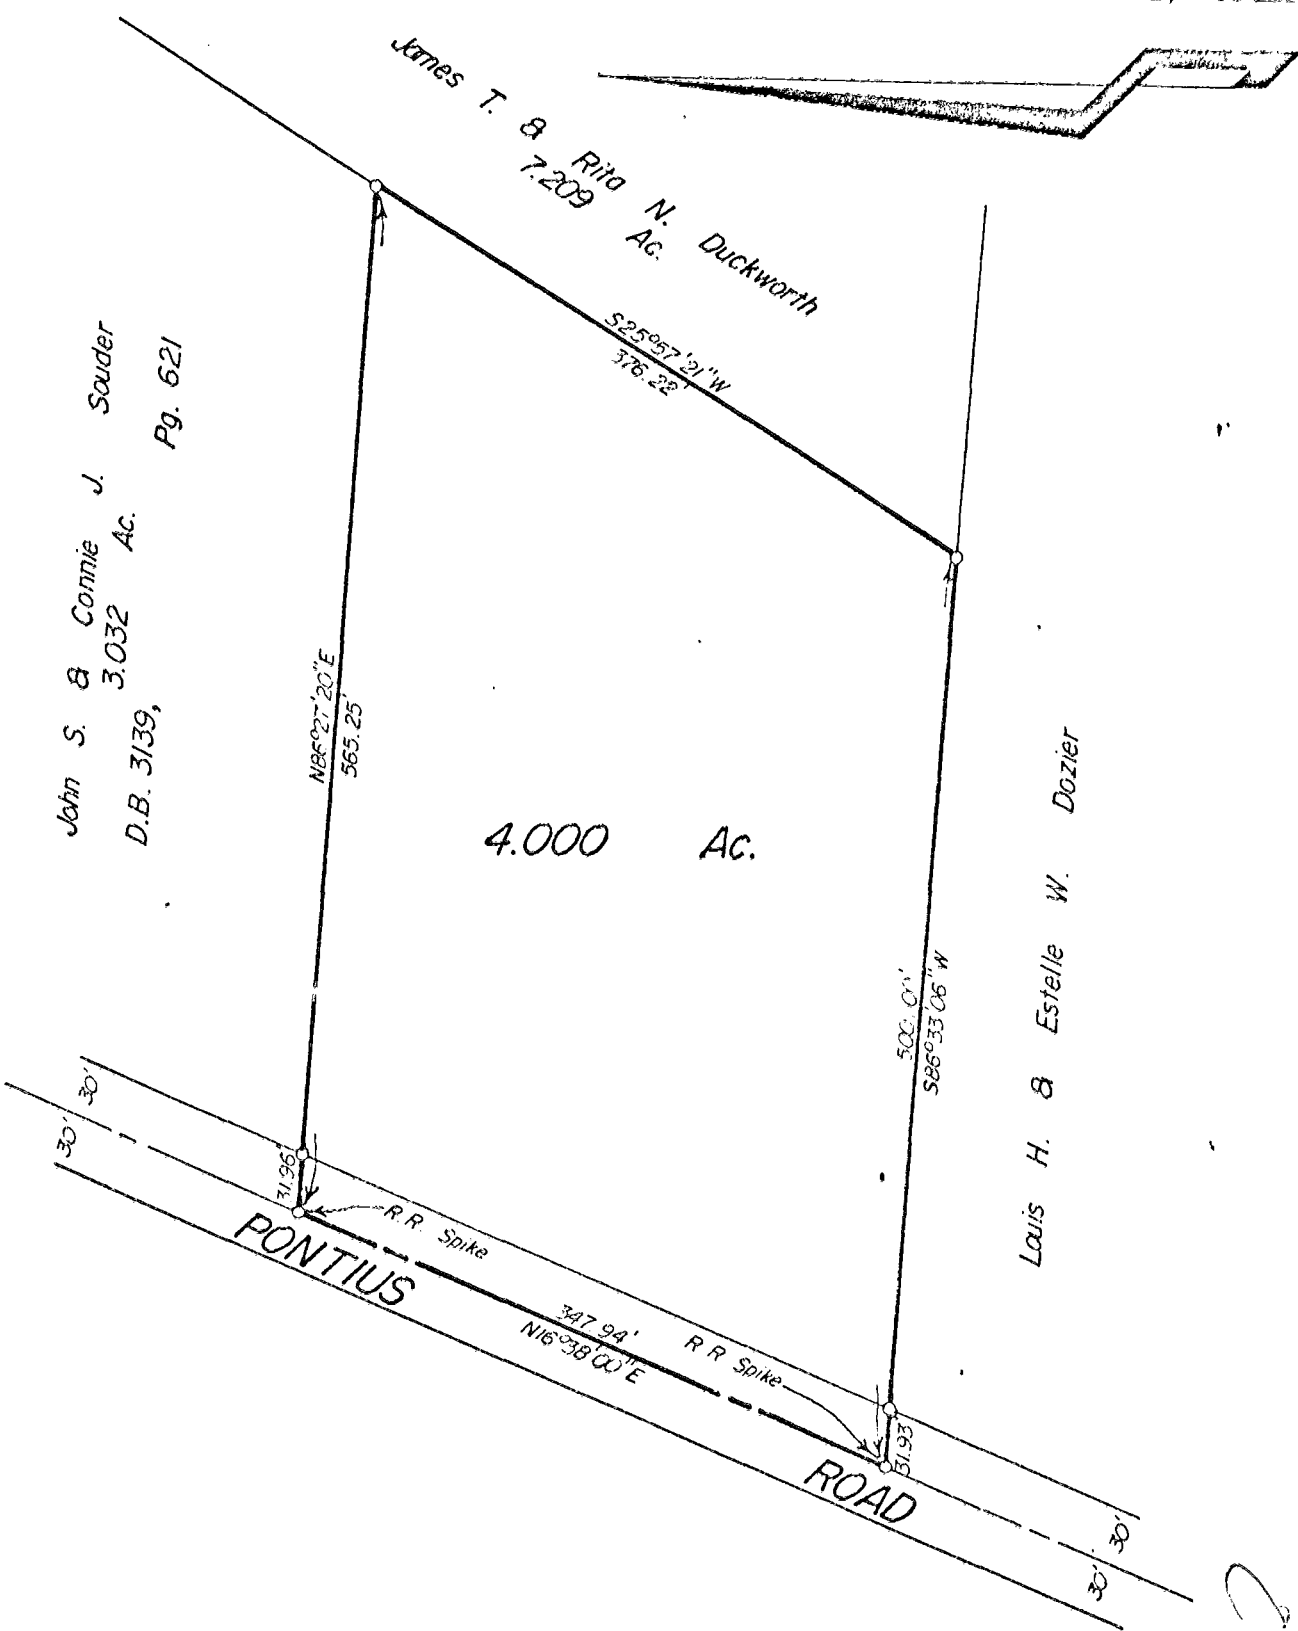 James T. & Rita N. Duckworth
7.209 Ac.
S25°57'21"W
376.22'
John S. & Connie J. Souder
3.032 Ac.
D.B. 3139, Pg. 621
N86°27'20"E
565.25'
4.000 Ac.
S86°33'06"W
Louis H. & Estelle W. Dozier
30'
30'
31.96'
R.R. Spike
PONTIUS ROAD
347.94'
N16°38'00"E
R R Spike
31.93'
30'
30'
2